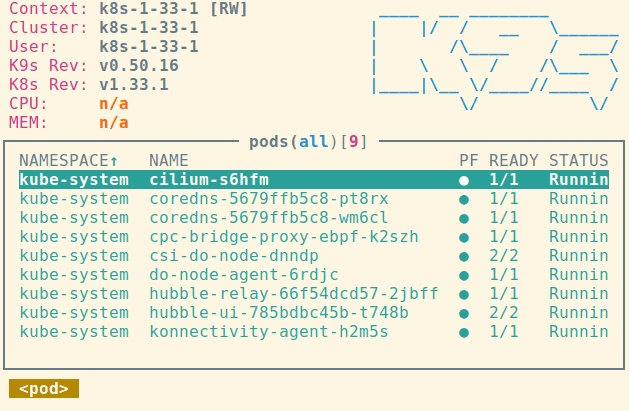 Context: k8s-1-33-1 [RW]
Cluster: k8s-1-33-1
User: k8s-1-33-1
K9s Rev: v0.50.16
K8s Rev: v1.33.1
CPU: n/a
MEM: n/a
pods(all)[9]
NAMESPACE↑ NAME PF READY STATUS
kube-system cilium-s6hfm ● 1/1 Runnin
kube-system coredns-5679ffb5c8-pt8rx ● 1/1 Runnin
kube-system coredns-5679ffb5c8-wm6cl ● 1/1 Runnin
kube-system cpc-bridge-proxy-ebpf-k2szh ● 1/1 Runnin
kube-system csi-do-node-dnndp ● 2/2 Runnin
kube-system do-node-agent-6rdjc ● 1/1 Runnin
kube-system hubble-relay-66f54dcd57-2jbff ● 1/1 Runnin
kube-system hubble-ui-785bdbc45b-t748b ● 2/2 Runnin
kube-system konnectivity-agent-h2m5s ● 1/1 Runnin
<pod>